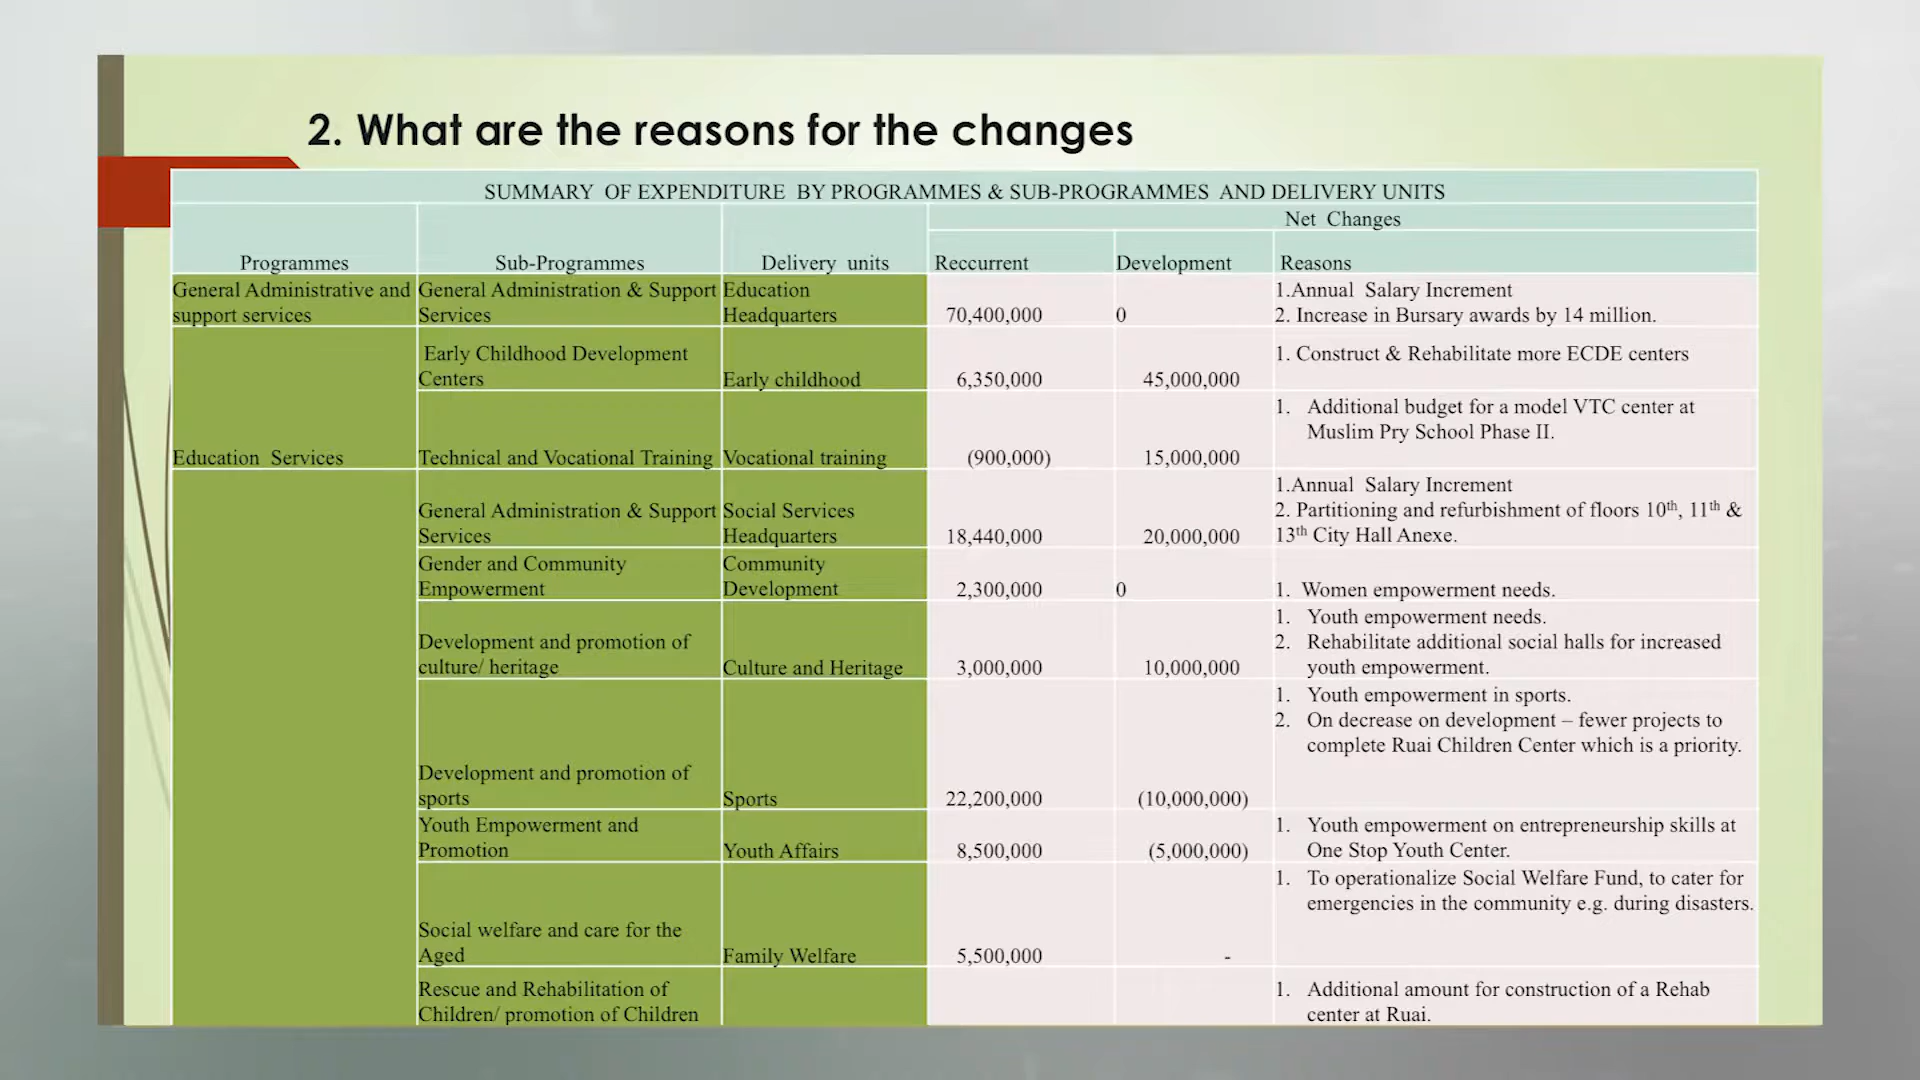 2. What are the reasons for the changes
SUMMARY OF EXPENDITURE BY PROGRAMMES & SUB-PROGRAMMES AND DELIVERY UNITS
Net Changes
Programmes Sub-Programmes Delivery units Reccurrent Development Reasons
General Administrative and General Administration & Support Education 1.Annual Salary Increment
support services Services Headquarters 70,400,000 0 2. Increase in Bursary awards by 14 million.
Early Childhood Development 1. Construct & Rehabilitate more ECDE centers
Centers Early childhood 6,350,000 45,000,000
1. Additional budget for a model VTC center at
Muslim Pry School Phase II.
Education Services Technical and Vocational Training Vocational training (900,000) 15,000,000
1.Annual Salary Increment
General Administration & Support Social Services 2. Partitioning and refurbishment of floors 10th, 11th &
Services Headquarters 18,440,000 20,000,000 13th City Hall Anexe.
Gender and Community Community
Empowerment Development 2,300,000 0 1. Women empowerment needs.
1. Youth empowerment needs.
Development and promotion of 2. Rehabilitate additional social halls for increased
culture/ heritage Culture and Heritage 3,000,000 10,000,000 youth empowerment.
1. Youth empowerment in sports.
2. On decrease on development – fewer projects to
complete Ruai Children Center which is a priority.
Development and promotion of
sports Sports 22,200,000 (10,000,000)
Youth Empowerment and 1. Youth empowerment on entrepreneurship skills at
Promotion Youth Affairs 8,500,000 (5,000,000) One Stop Youth Center.
1. To operationalize Social Welfare Fund, to cater for
emergencies in the community e.g. during disasters.
Social welfare and care for the
Aged Family Welfare 5,500,000 -
Rescue and Rehabilitation of 1. Additional amount for construction of a Rehab
Children/ promotion of Children center at Ruai.